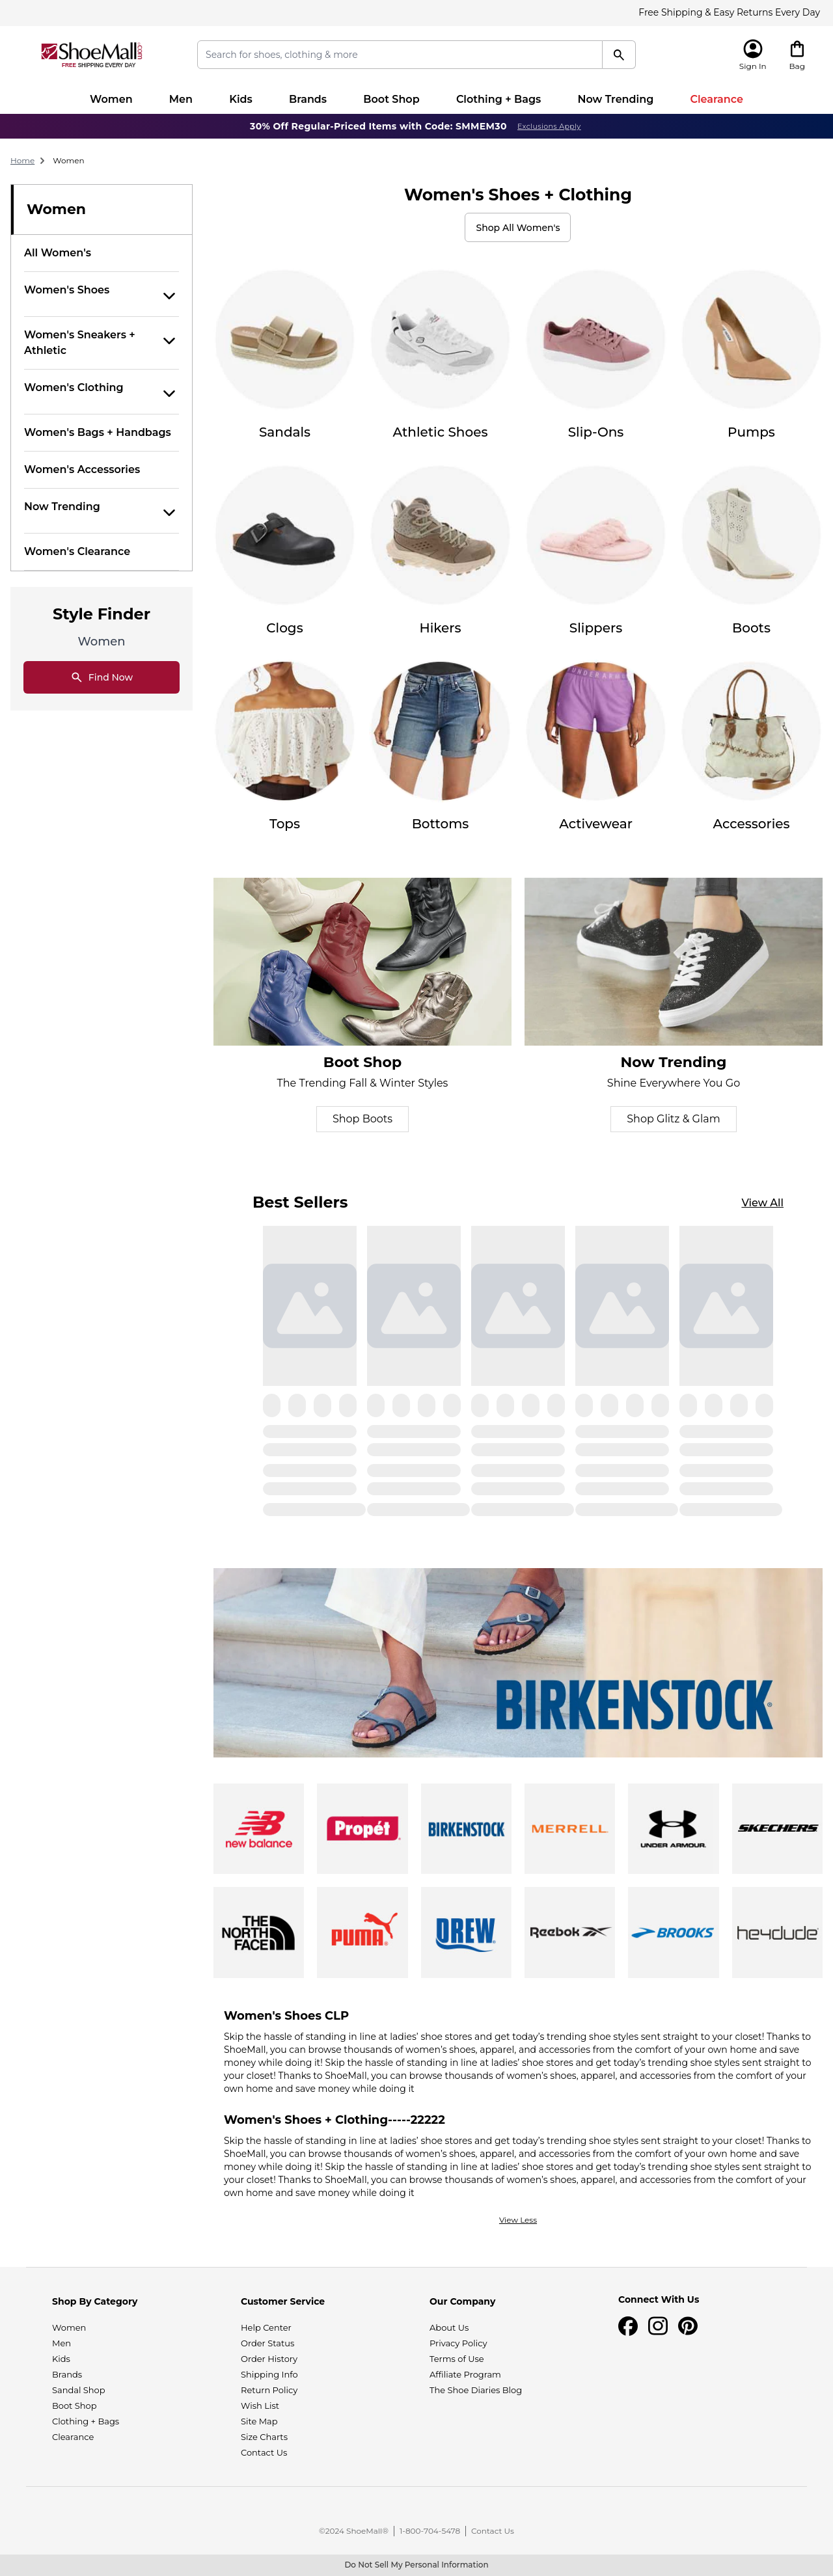 Free Shipping & Easy Returns Every Day
ShoeMall.com
FREE SHIPPING EVERY DAY
Search for shoes, clothing & more
Sign In
Bag
Women Men Kids Brands Boot Shop Clothing + Bags Now Trending Clearance
30% Off Regular-Priced Items with Code: SMMEM30 Exclusions Apply
Home > Women
Women
All Women's
Women's Shoes
Women's Sneakers +
Athletic
Women's Clothing
Women's Bags + Handbags
Women's Accessories
Now Trending
Women's Clearance
Style Finder
Women
Find Now
Women's Shoes + Clothing
Shop All Women's
Sandals
Athletic Shoes
Slip-Ons
Pumps
Clogs
Hikers
Slippers
Boots
UNDER ARMOUR
Tops
Bottoms
Activewear
Accessories
Boot Shop
The Trending Fall & Winter Styles
Shop Boots
Now Trending
Shine Everywhere You Go
Shop Glitz & Glam
Best Sellers
View All
BIRKENSTOCK®
new balance
Propét®
BIRKENSTOCK
MERRELL
UNDER ARMOUR.
SKECHERS
THE
NORTH
FACE
PUMA®
DREW®
Reebok
BROOKS
heydude
Women's Shoes CLP
Skip the hassle of standing in line at ladies’ shoe stores and get today’s trending shoe styles sent straight to your closet! Thanks to
ShoeMall, you can browse thousands of women’s shoes, apparel, and accessories from the comfort of your own home and save
money while doing it! Skip the hassle of standing in line at ladies’ shoe stores and get today’s trending shoe styles sent straight to
your closet! Thanks to ShoeMall, you can browse thousands of women’s shoes, apparel, and accessories from the comfort of your
own home and save money while doing it
Women's Shoes + Clothing-----22222
Skip the hassle of standing in line at ladies’ shoe stores and get today’s trending shoe styles sent straight to your closet! Thanks to
ShoeMall, you can browse thousands of women’s shoes, apparel, and accessories from the comfort of your own home and save
money while doing it! Skip the hassle of standing in line at ladies’ shoe stores and get today’s trending shoe styles sent straight to
your closet! Thanks to ShoeMall, you can browse thousands of women’s shoes, apparel, and accessories from the comfort of your
own home and save money while doing it
View Less
Shop By Category
Women
Men
Kids
Brands
Sandal Shop
Boot Shop
Clothing + Bags
Clearance
Customer Service
Help Center
Order Status
Order History
Shipping Info
Return Policy
Wish List
Site Map
Size Charts
Contact Us
Our Company
About Us
Privacy Policy
Terms of Use
Affiliate Program
The Shoe Diaries Blog
Connect With Us
©2024 ShoeMall® | 1-800-704-5478 | Contact Us
Do Not Sell My Personal Information